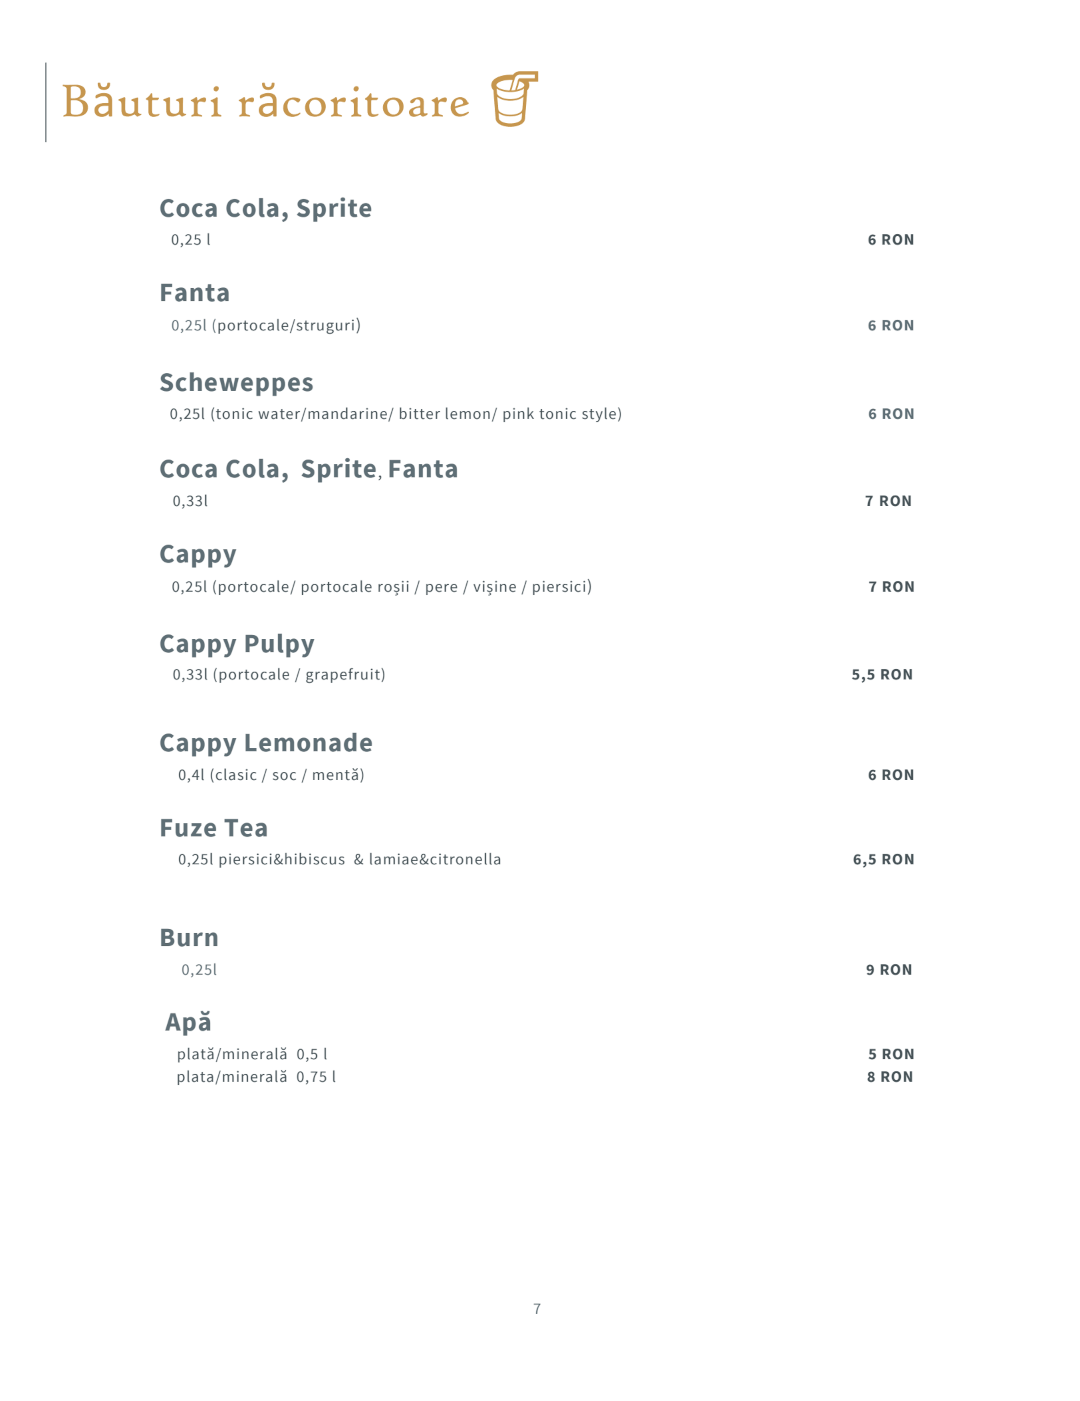 Băuturi răcoritoare
Coca Cola, Sprite
0,25 l 6 RON
Fanta
0,25l (portocale/struguri) 6 RON
Scheweppes
0,25l (tonic water/mandarine/ bitter lemon/ pink tonic style) 6 RON
Coca Cola, Sprite, Fanta
0,33l 7 RON
Cappy
0,25l (portocale/ portocale roșii / pere / vișine / piersici) 7 RON
Cappy Pulpy
0,33l (portocale / grapefruit) 5,5 RON
Cappy Lemonade
0,4l (clasic / soc / mentă) 6 RON
Fuze Tea
0,25l piersici&hibiscus & lamiae&citronella 6,5 RON
Burn
0,25l 9 RON
Apă
plată/minerală 0,5 l 5 RON
plata/minerală 0,75 l 8 RON
7